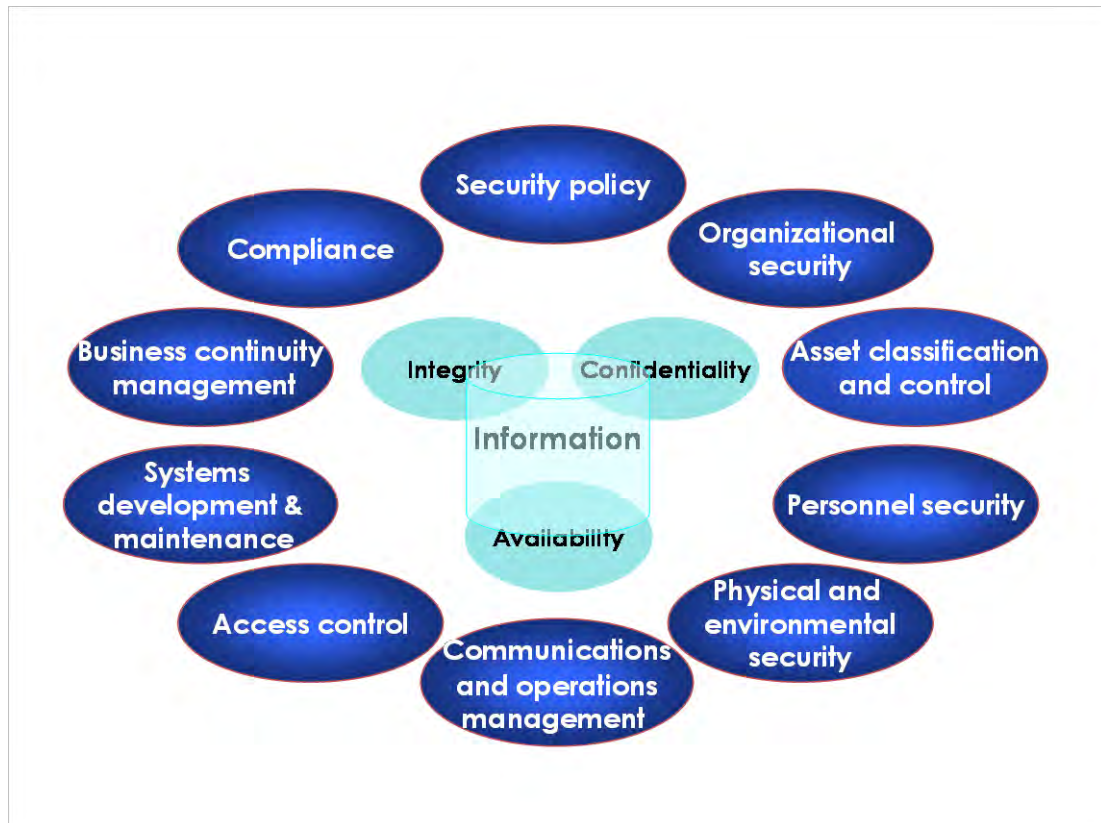 Security policy
Compliance
Organizational
security
Business continuity
management
Integrity
Confidentiality
Asset classification
and control
Information
Systems
development &
maintenance
Availability
Personnel security
Access control
Physical and
environmental
security
Communications
and operations
management